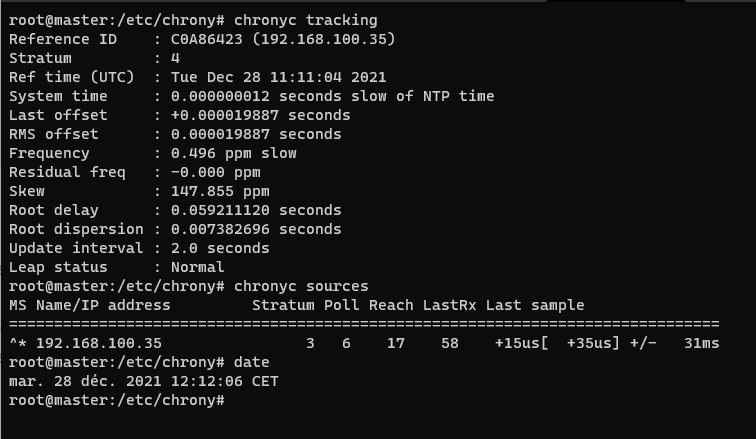 root@master:/etc/chrony# chronyc tracking
Reference ID    : C0A86423 (192.168.100.35)
Stratum         : 4
Ref time (UTC)  : Tue Dec 28 11:11:04 2021
System time     : 0.000000012 seconds slow of NTP time
Last offset     : +0.000019887 seconds
RMS offset      : 0.000019887 seconds
Frequency       : 0.496 ppm slow
Residual freq   : -0.000 ppm
Skew            : 147.855 ppm
Root delay      : 0.059211120 seconds
Root dispersion : 0.007382696 seconds
Update interval : 2.0 seconds
Leap status     : Normal
root@master:/etc/chrony# chronyc sources
MS Name/IP address         Stratum Poll Reach LastRx Last sample
===============================================================================
^* 192.168.100.35                3   6    17    58    +15us[  +35us] +/-   31ms
root@master:/etc/chrony# date
mar. 28 déc. 2021 12:12:06 CET
root@master:/etc/chrony#